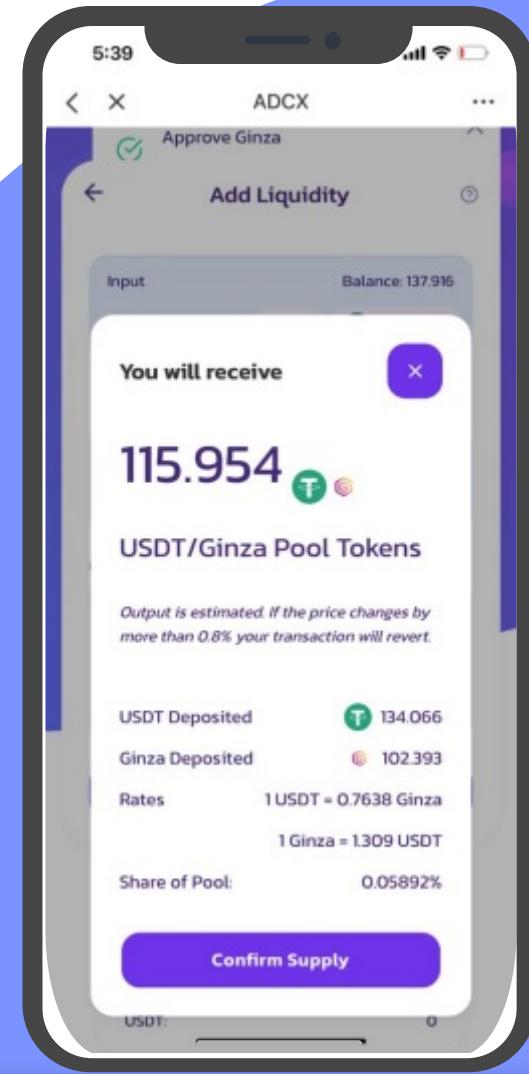 5:39
ADCX
Approve Ginza
Add Liquidity
Input Balance: 137.916
You will receive
115.954
USDT/Ginza Pool Tokens
Output is estimated. If the price changes by
more than 0.8% your transaction will revert.
USDT Deposited 134.066
Ginza Deposited 102.393
Rates 1 USDT = 0.7638 Ginza
1 Ginza = 1.309 USDT
Share of Pool: 0.05892%
Confirm Supply
USDT: 0